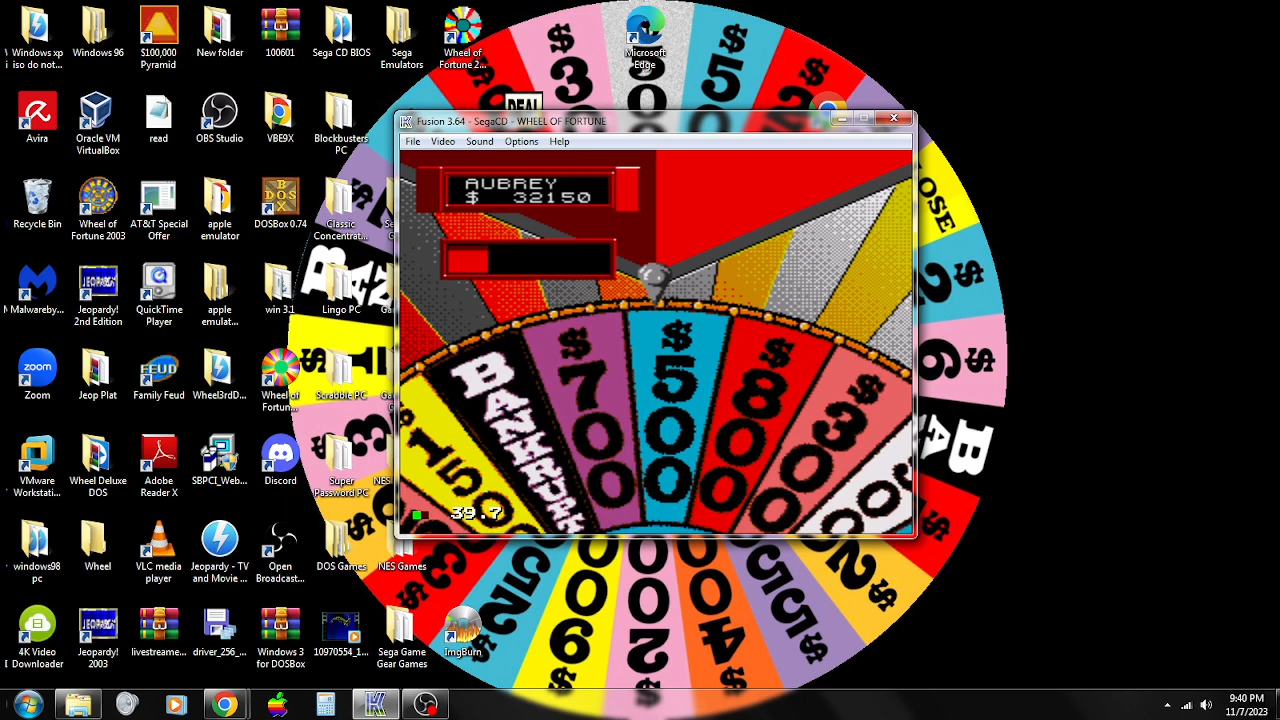 Windows xp iso do not...
Windows 96
$100,000 Pyramid
New folder
100601
Sega CD BIOS
Sega Emulators
Wheel of Fortune 2...
Microsoft Edge
Avira
Oracle VM VirtualBox
read
OBS Studio
VBE9X
Blockbusters PC
Recycle Bin
Wheel of Fortune 2003
AT&T Special Offer
apple emulator
DOSBox 0.74
Classic Concentrat...
Malwareby...
Jeopardy! 2nd Edition
QuickTime Player
apple emulat...
win 3.1
Lingo PC
Zoom
Jeop Plat
Family Feud
Wheel3rdD...
Wheel of Fortun...
Scrabble PC
VMware Workstati...
Wheel Deluxe DOS
Adobe Reader X
SBPCI_Web...
Discord
Super Password PC
NES PC
windows98 pc
Wheel
VLC media player
Jeopardy - TV and Movie ...
Open Broadcast...
DOS Games
NES Games
4K Video Downloader
Jeopardy! 2003
livestreame...
driver_256_...
Windows 3 for DOSBox
10970554_1...
Sega Game Gear Games
ImgBurn
DEAL
Fusion 3.64 - SegaCD - WHEEL OF FORTUNE
File Video Sound Options Help
AUBREY
$ 32150
$1500
BANKRUPT
$700
$500
$800
$300
39.7
9:40 PM
11/7/2023